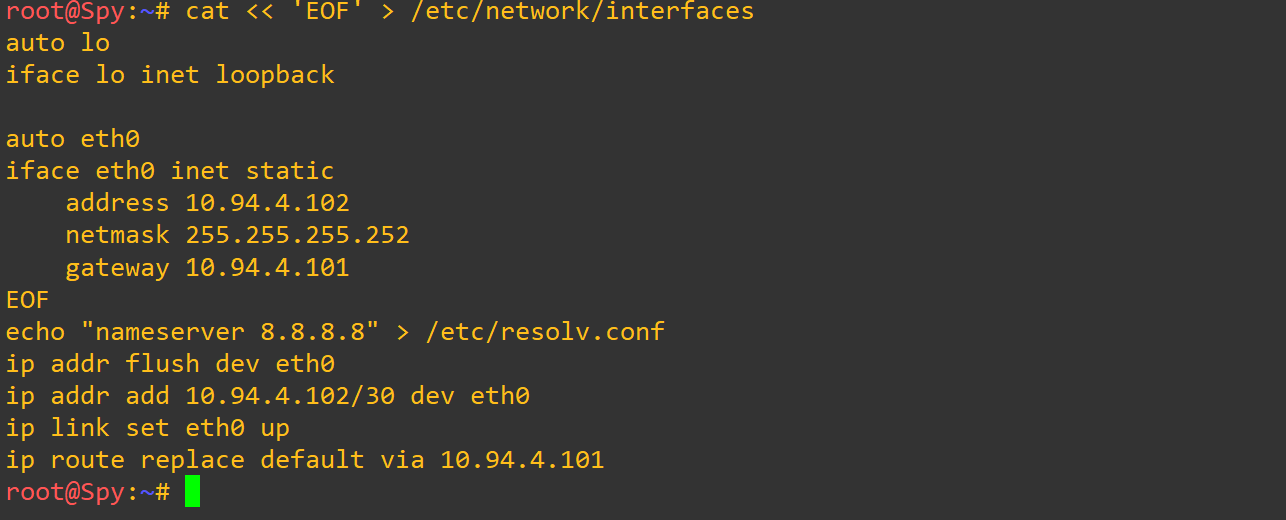 root@Spy:~# cat << 'EOF' > /etc/network/interfaces
auto lo
iface lo inet loopback

auto eth0
iface eth0 inet static
    address 10.94.4.102
    netmask 255.255.255.252
    gateway 10.94.4.101
EOF
echo "nameserver 8.8.8.8" > /etc/resolv.conf
ip addr flush dev eth0
ip addr add 10.94.4.102/30 dev eth0
ip link set eth0 up
ip route replace default via 10.94.4.101
root@Spy:~#